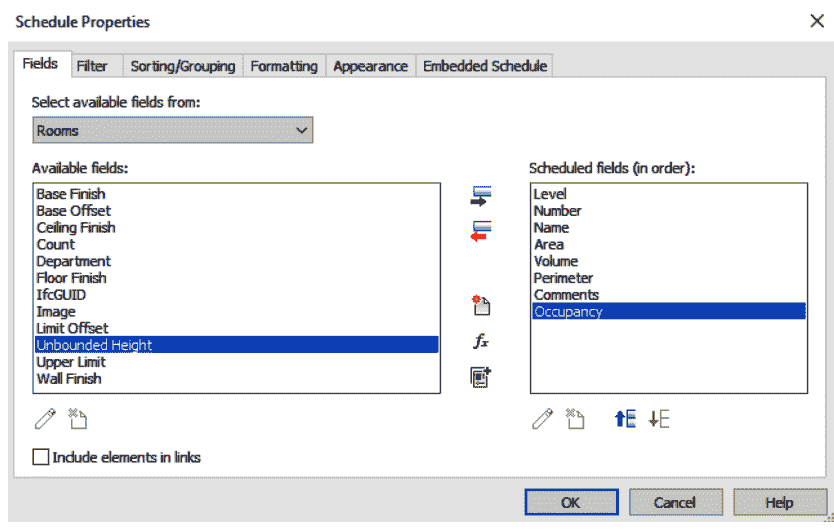 Schedule Properties
Fields Filter Sorting/Grouping Formatting Appearance Embedded Schedule
Select available fields from:
Rooms
Available fields:
Base Finish
Base Offset
Ceiling Finish
Count
Department
Floor Finish
IfcGUID
Image
Limit Offset
Unbounded Height
Upper Limit
Wall Finish
fx
Scheduled fields (in order):
Level
Number
Name
Area
Volume
Perimeter
Comments
Occupancy
Include elements in links
OK Cancel Help